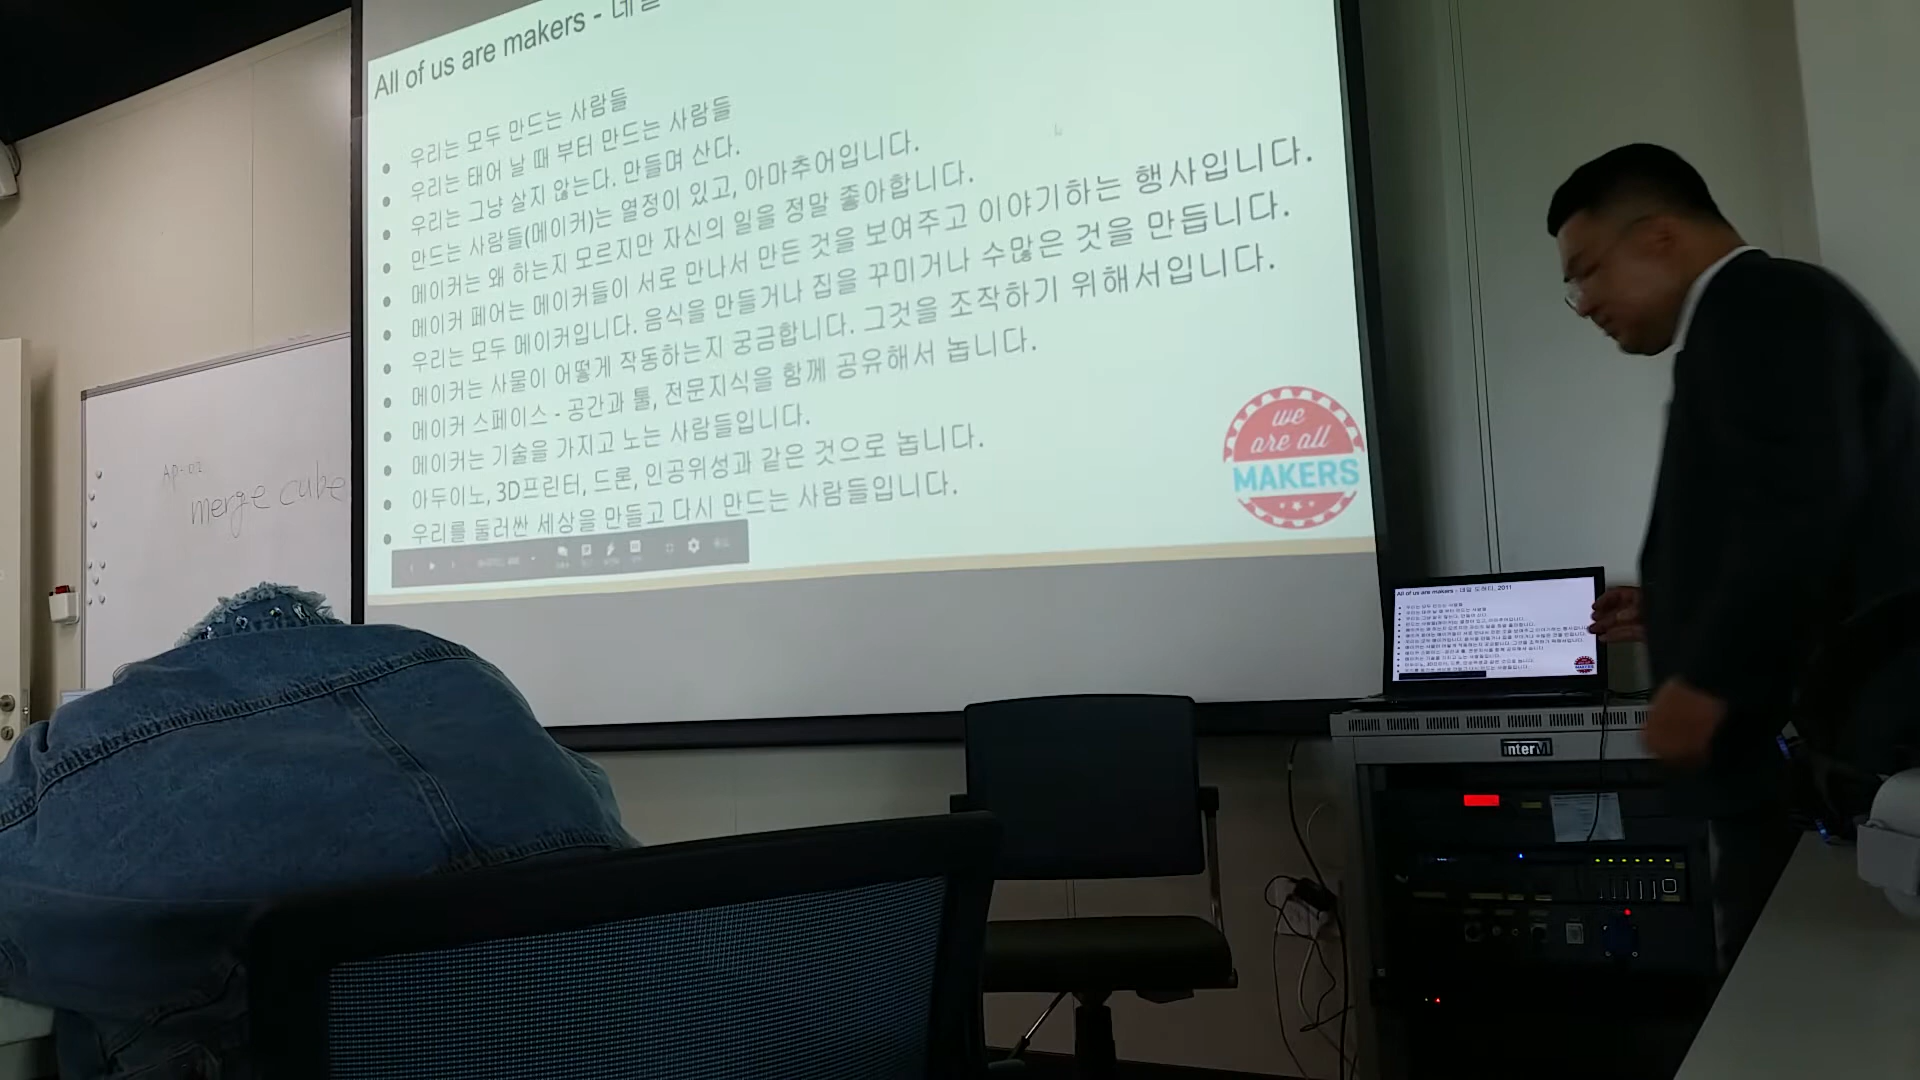 All of us are makers - 데일
우리는 모두 만드는 사람들
우리는 태어 날 때 부터 만드는 사람들
우리는 그냥 살지 않는다. 만들며 산다.
만드는 사람들(메이커)는 열정이 있고, 아마추어입니다.
메이커는 왜 하는지 모르지만 자신의 일을 정말 좋아합니다.
메이커 페어는 메이커들이 서로 만나서 만든 것을 보여주고 이야기하는 행사입니다.
우리는 모두 메이커입니다. 음식을 만들거나 집을 꾸미거나 수많은 것을 만듭니다.
메이커는 사물이 어떻게 작동하는지 궁금합니다. 그것을 조작하기 위해서입니다.
메이커 스페이스 - 공간과 툴, 전문지식을 함께 공유해서 놉니다.
메이커는 기술을 가지고 노는 사람들입니다.
아두이노, 3D프린터, 드론, 인공위성과 같은 것으로 놉니다.
우리를 둘러싼 세상을 만들고 다시 만드는 사람들입니다.
we
are all
MAKERS
AP-02
merge cube
All of us are makers - 데일 도허티, 2011
MAKERS
interM